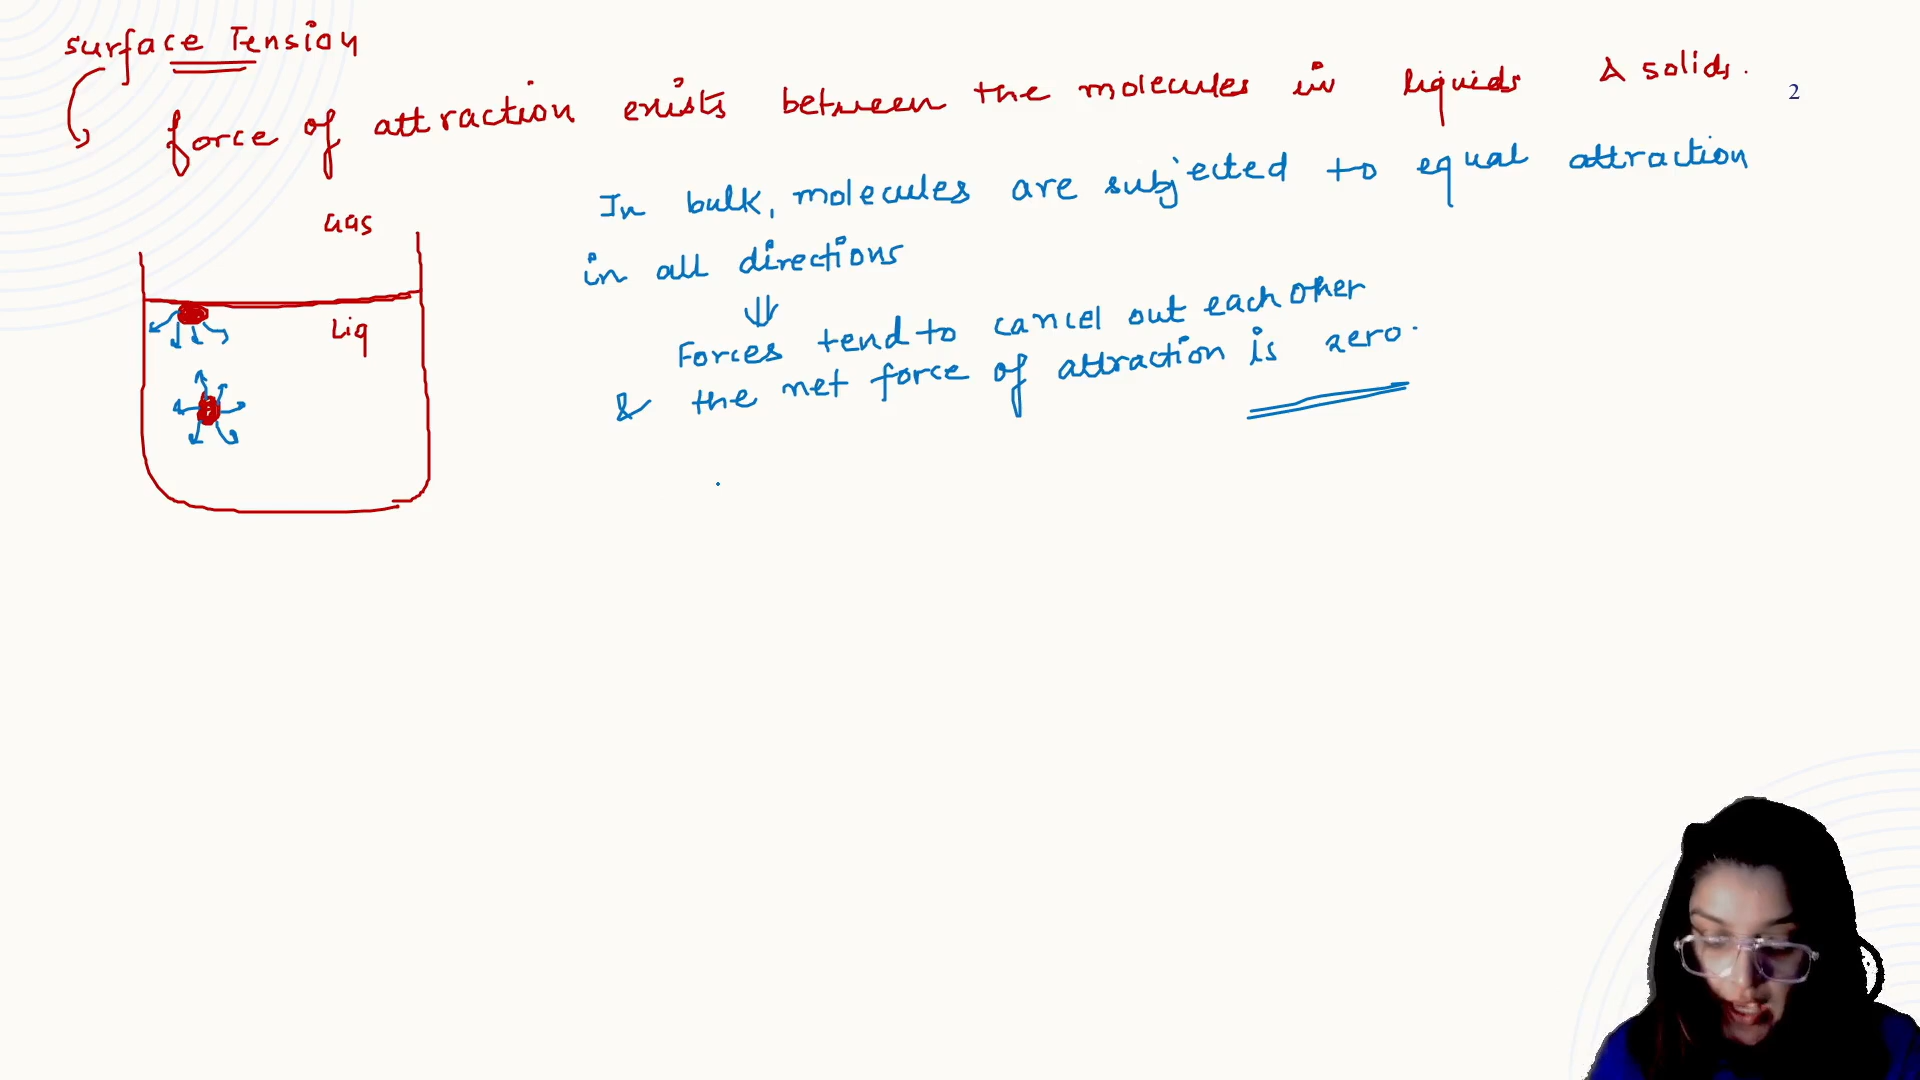 surface Tension
force of attraction exists between the molecules in liquids & solids.
2
In bulk, molecules are subjected to equal attraction
in all directions
⇓
Forces tend to cancel out each other
& the net force of attraction is zero.
Gas
Liq